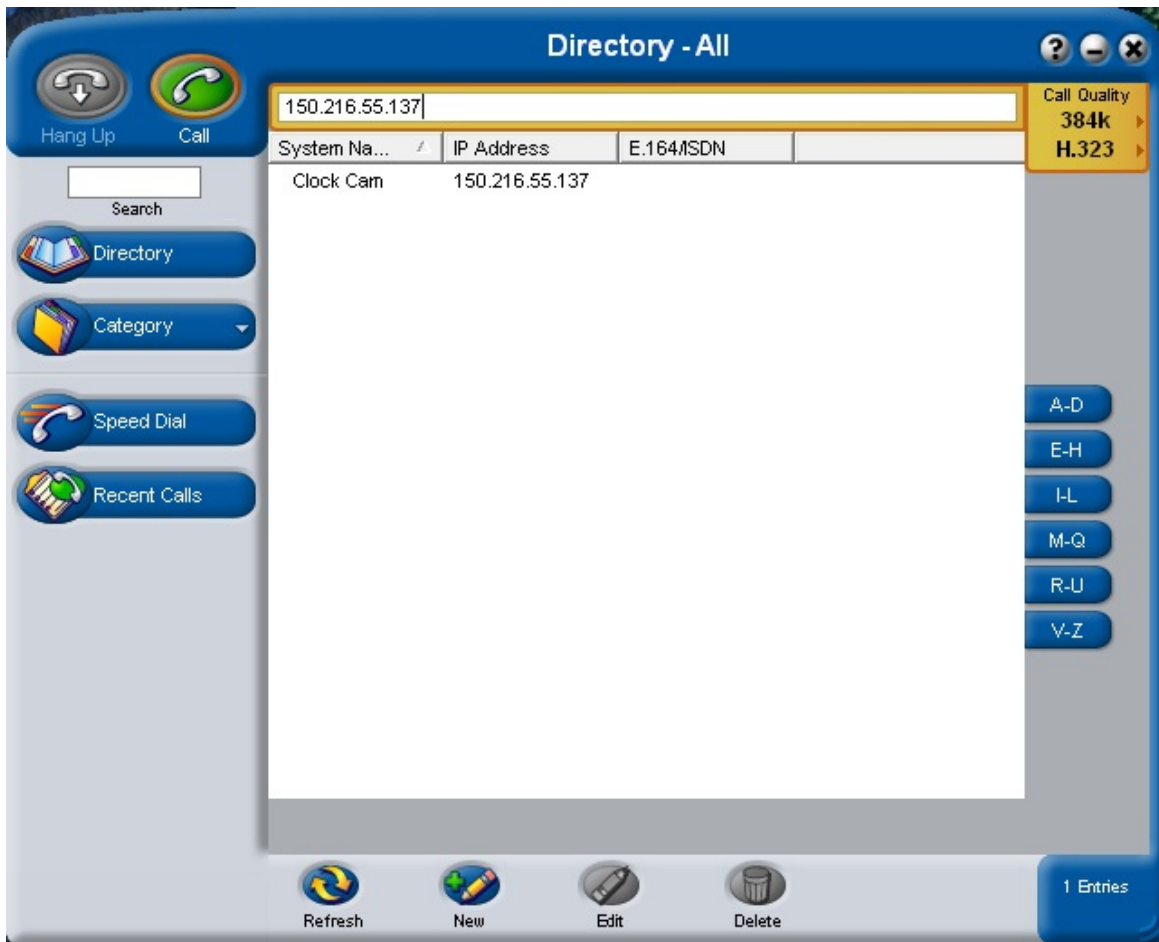 Directory - All
?
Hang Up
Call
150.216.55.137
Call Quality
384k
H.323
System Na...
IP Address
E.164/ISDN
Clock Cam
150.216.55.137
Search
Directory
Category
Speed Dial
Recent Calls
A-D
E-H
I-L
M-Q
R-U
V-Z
Refresh
New
Edit
Delete
1 Entries